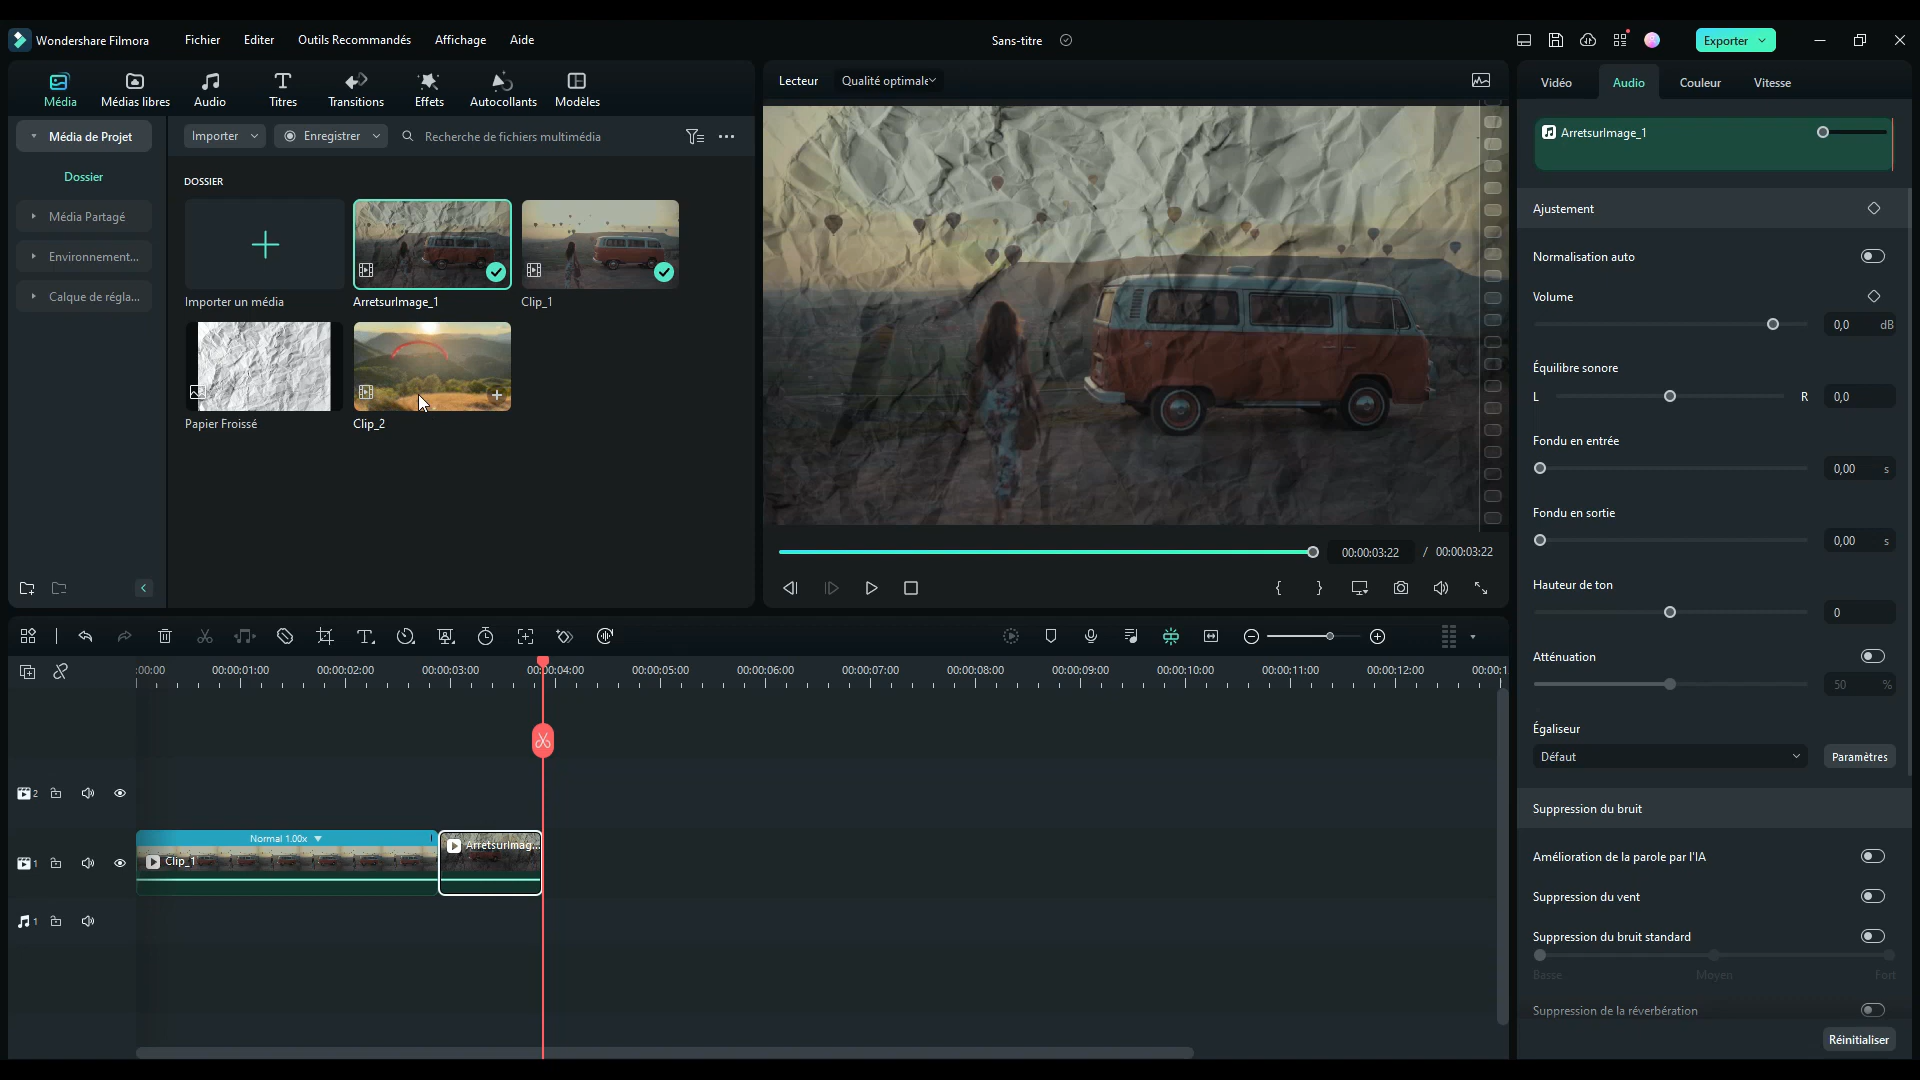 Wondershare Filmora
Fichier
Editer
Outils Recommandés
Affichage
Aide
Sans-titre
Exporter
Média
Médias libres
Audio
Titres
Transitions
Effets
Autocollants
Modèles
Lecteur
Qualité optimale
Vidéo
Audio
Couleur
Vitesse
Média de Projet
Importer
Enregistrer
Recherche de fichiers multimédia
ArretsurImage_1
Dossier
DOSSIER
Média Partagé
Environnement...
Calque de régla...
Importer un média
ArretsurImage_1
Clip_1
Papier Froissé
Clip_2
Ajustement
Normalisation auto
Volume
0,0 dB
Équilibre sonore
L
R
0,0
Fondu en entrée
0,00 s
Fondu en sortie
0,00 s
00:00:03:22 / 00:00:03:22
{ }
Hauteur de ton
0
Atténuation
50 %
Égaliseur
Défaut
Paramètres
Suppression du bruit
Amélioration de la parole par l'IA
Suppression du vent
Suppression du bruit standard
Basse
Moyen
Fort
Suppression de la réverbération
Réinitialiser
:00:00
00:00:01:00
00:00:02:00
00:00:03:00
00:00:04:00
00:00:05:00
00:00:06:00
00:00:07:00
00:00:08:00
00:00:09:00
00:00:10:00
00:00:11:00
00:00:12:00
00:00:1
2
Normal 1.00x
Clip_1
ArretsurImag...
1
1